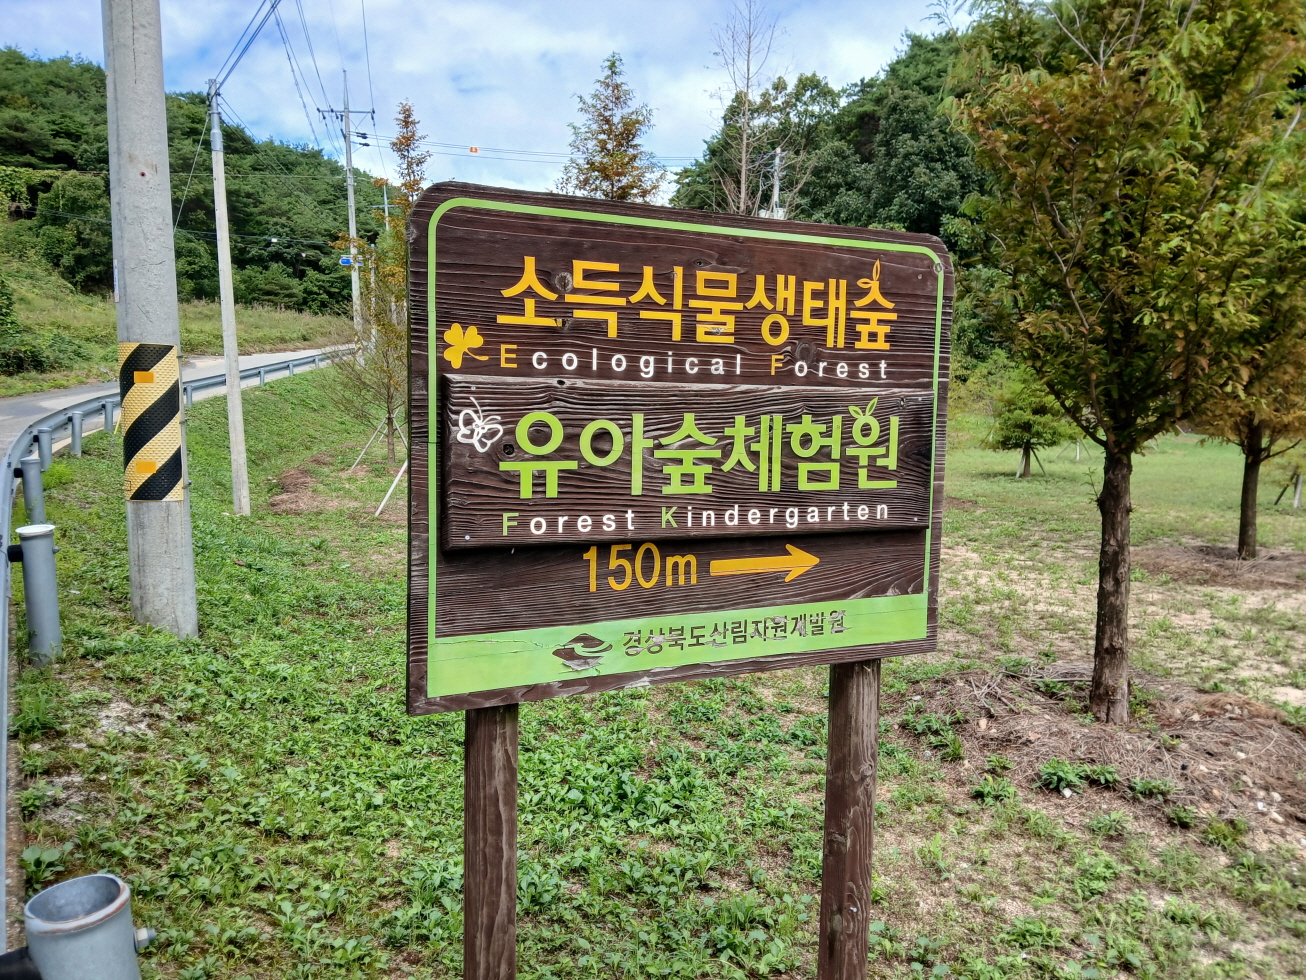 소득식물생태숲
Ecological Forest
유아숲체험원
Forest Kindergarten
150m
경상북도산림자원개발원